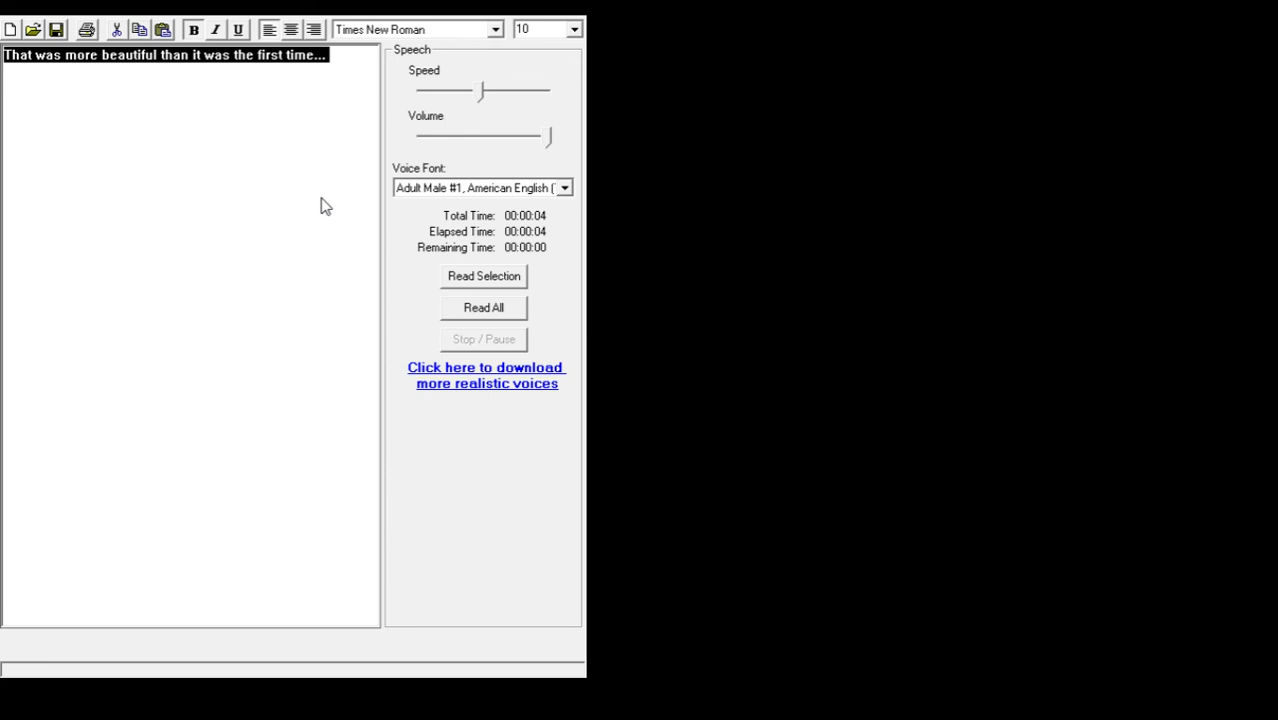 B I U Times New Roman 10
That was more beautiful than it was the first time...
Speech
Speed
Volume
Voice Font:
Adult Male #1, American English (
Total Time: 00:00:04
Elapsed Time: 00:00:04
Remaining Time: 00:00:00
Read Selection
Read All
Stop / Pause
Click here to download
more realistic voices